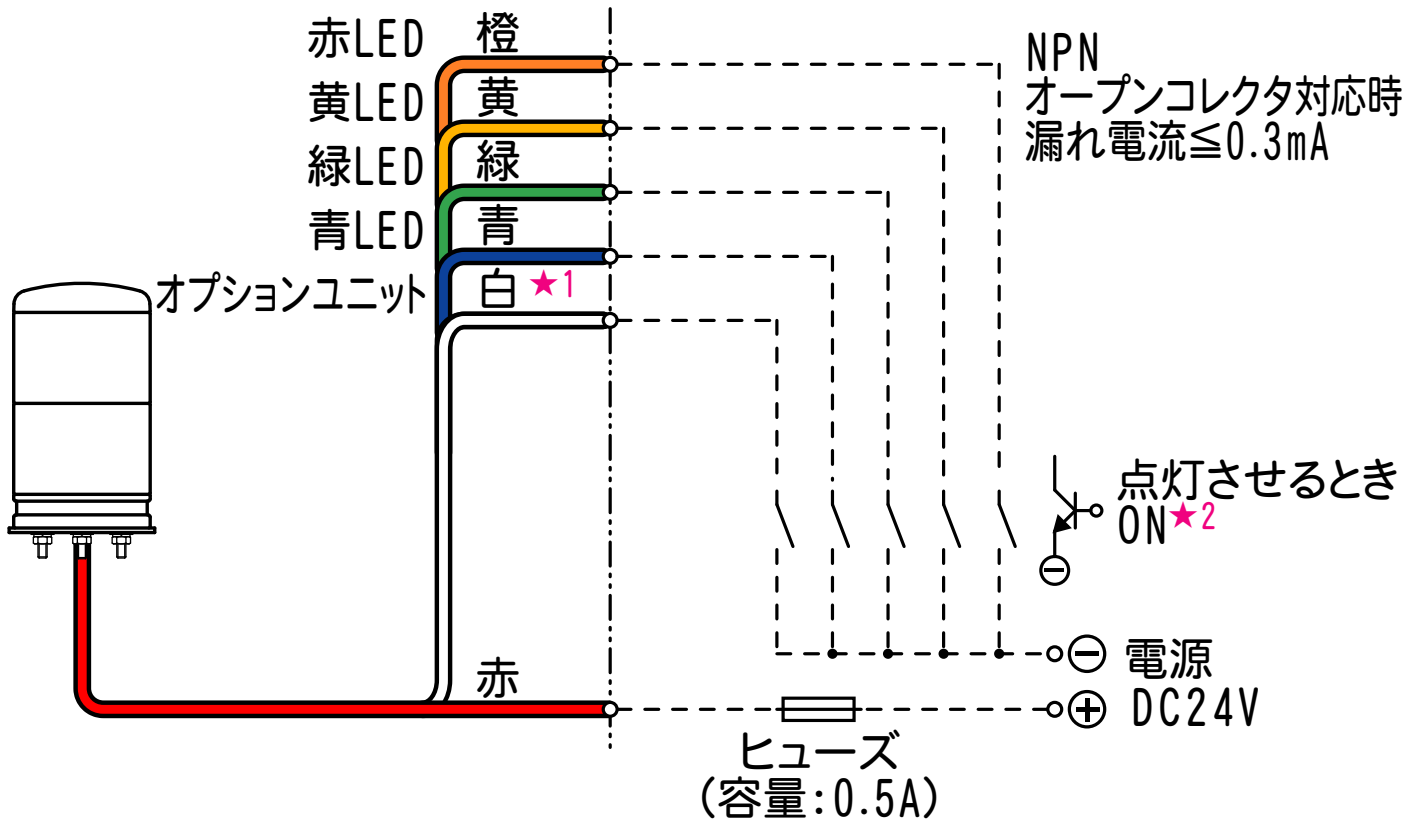 赤LED 橙
黄LED 黄
緑LED 緑
青LED 青
オプションユニット 白 ★1
NPN
オープンコレクタ対応時
漏れ電流≦0.3mA
点灯させるとき
ON★2
赤
⊖ 電源
⊕ DC24V
ヒューズ
(容量:0.5A)